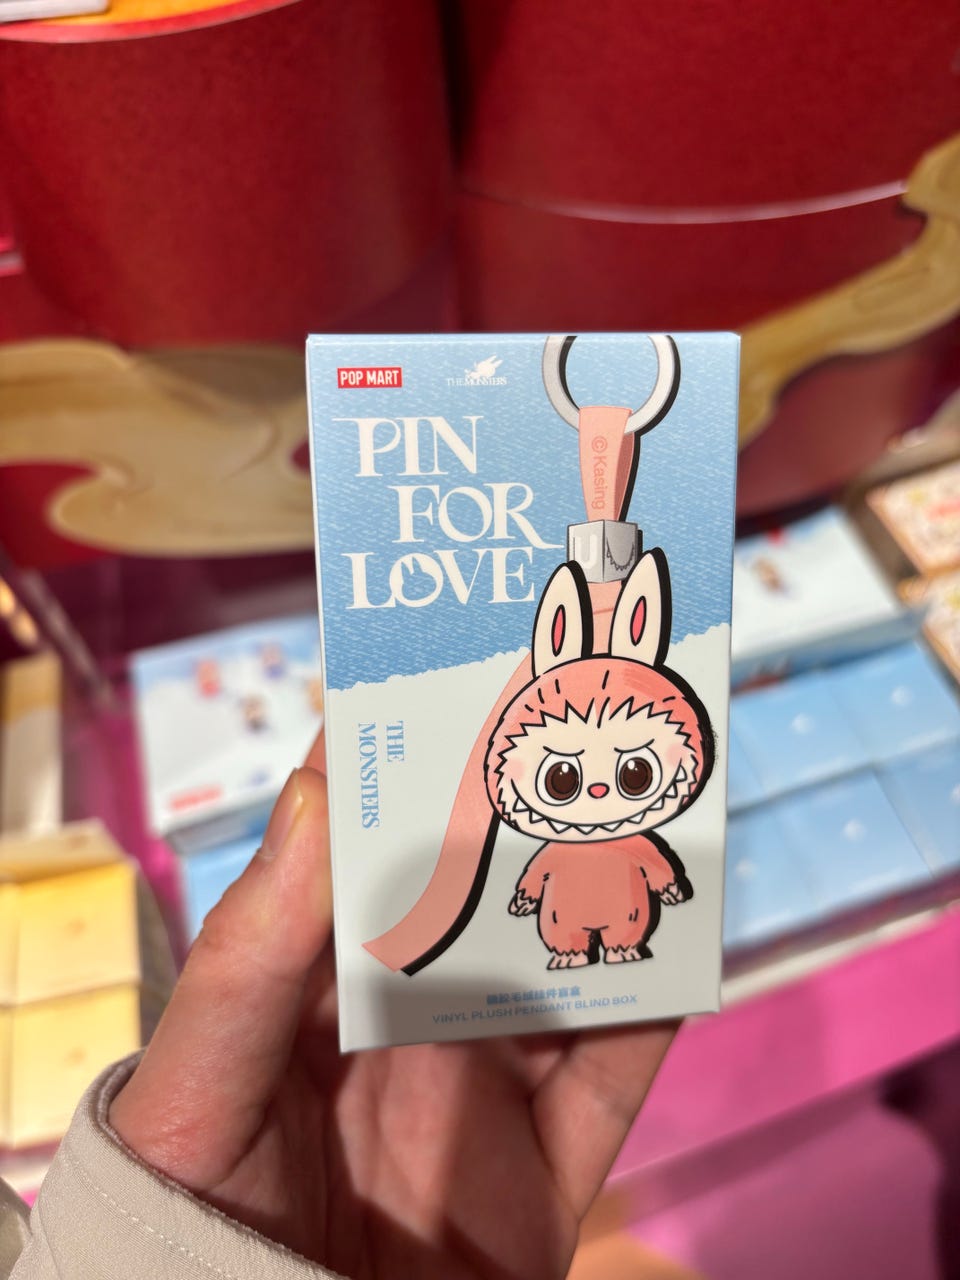 POP MART
THE MONSTERS
PIN
FOR
LOVE
©Kasing
U
THE
MONSTERS
搪胶毛绒挂件盲盒
VINYL PLUSH PENDANT BLIND BOX